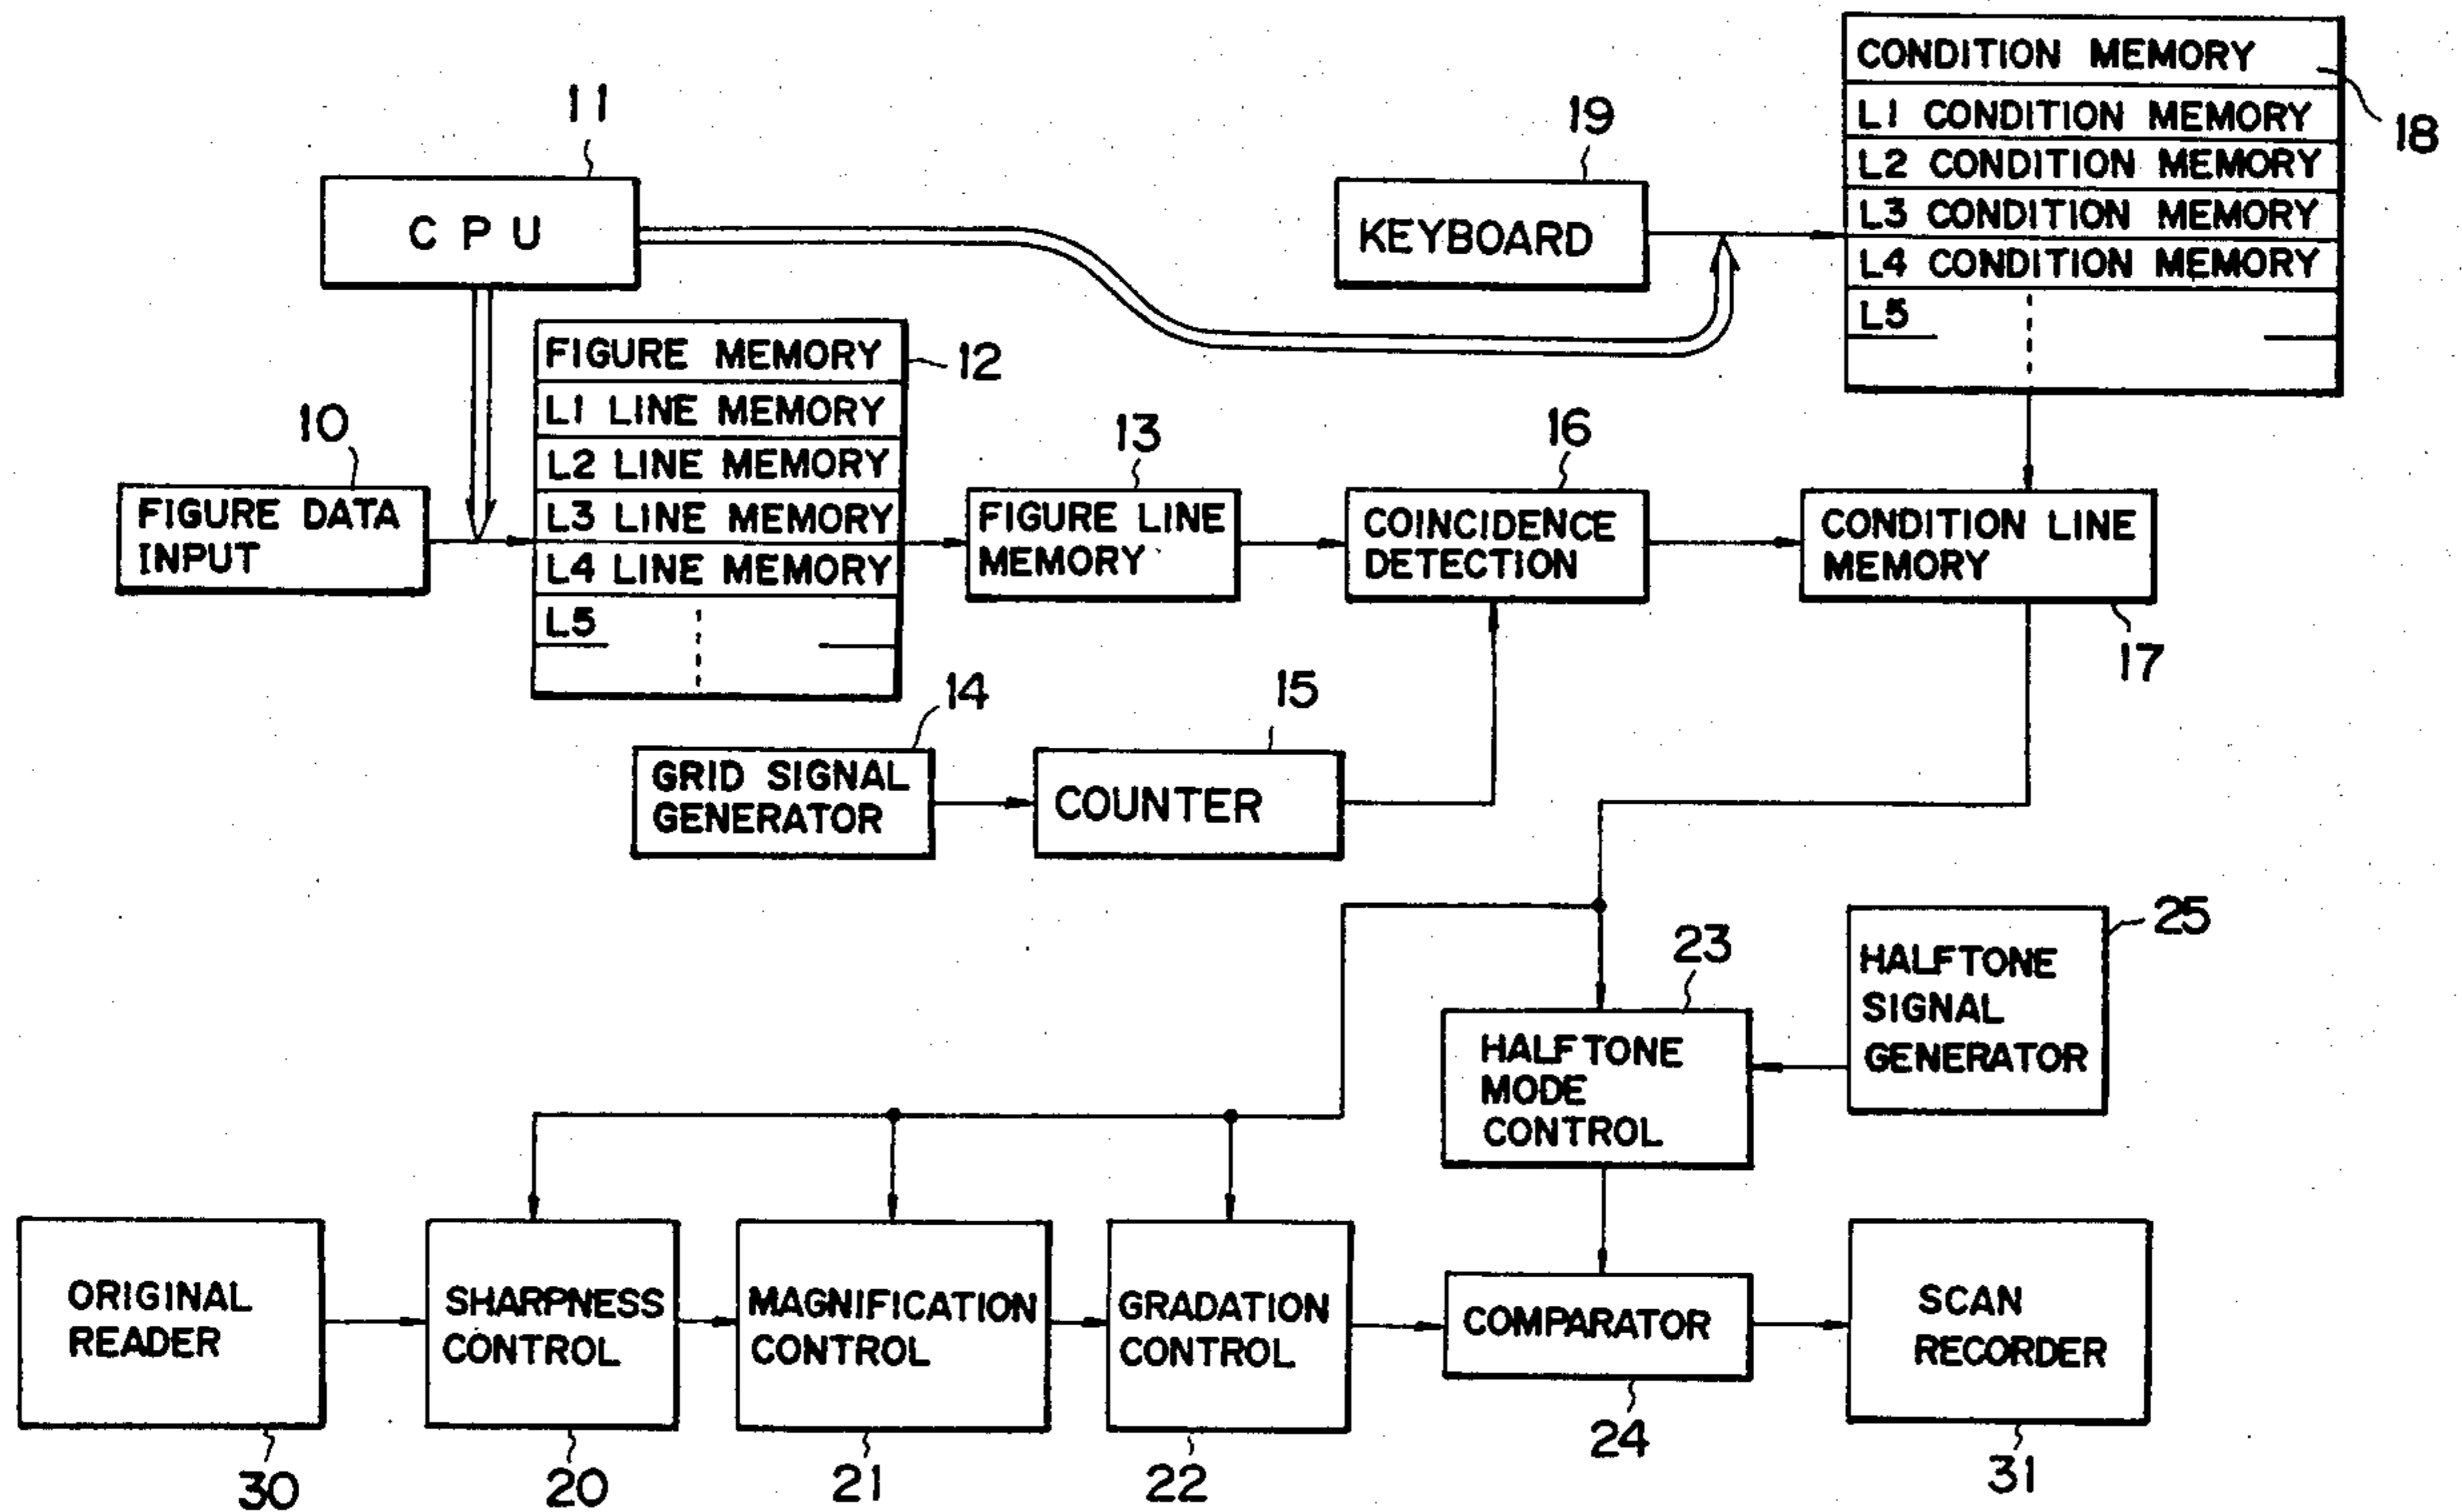 CONDITION MEMORY
L1 CONDITION MEMORY
L2 CONDITION MEMORY
L3 CONDITION MEMORY
L4 CONDITION MEMORY
L5
18
11
CPU
19
KEYBOARD
FIGURE MEMORY
L1 LINE MEMORY
L2 LINE MEMORY
L3 LINE MEMORY
L4 LINE MEMORY
L5
12
10
FIGURE DATA
INPUT
13
FIGURE LINE
MEMORY
16
COINCIDENCE
DETECTION
CONDITION LINE
MEMORY
17
14
GRID SIGNAL
GENERATOR
15
COUNTER
23
HALFTONE
MODE
CONTROL
25
HALFTONE
SIGNAL
GENERATOR
ORIGINAL
READER
30
SHARPNESS
CONTROL
20
MAGNIFICATION
CONTROL
21
GRADATION
CONTROL
22
COMPARATOR
24
SCAN
RECORDER
31